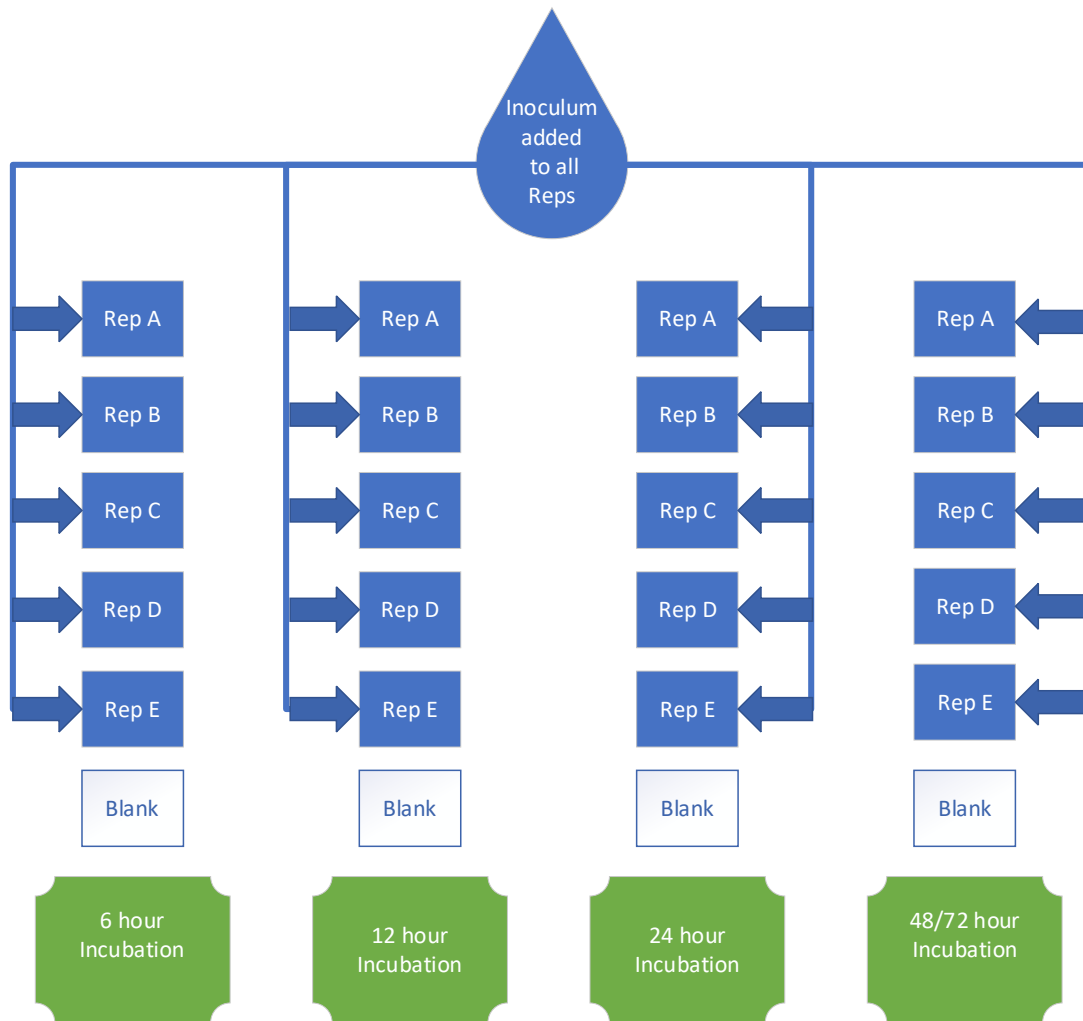 Inoculum
added
to all
Reps
Rep A
Rep A
Rep A
Rep A
Rep B
Rep B
Rep B
Rep B
Rep C
Rep C
Rep C
Rep C
Rep D
Rep D
Rep D
Rep D
Rep E
Rep E
Rep E
Rep E
Blank
Blank
Blank
Blank
6 hour
Incubation
12 hour
Incubation
24 hour
Incubation
48/72 hour
Incubation